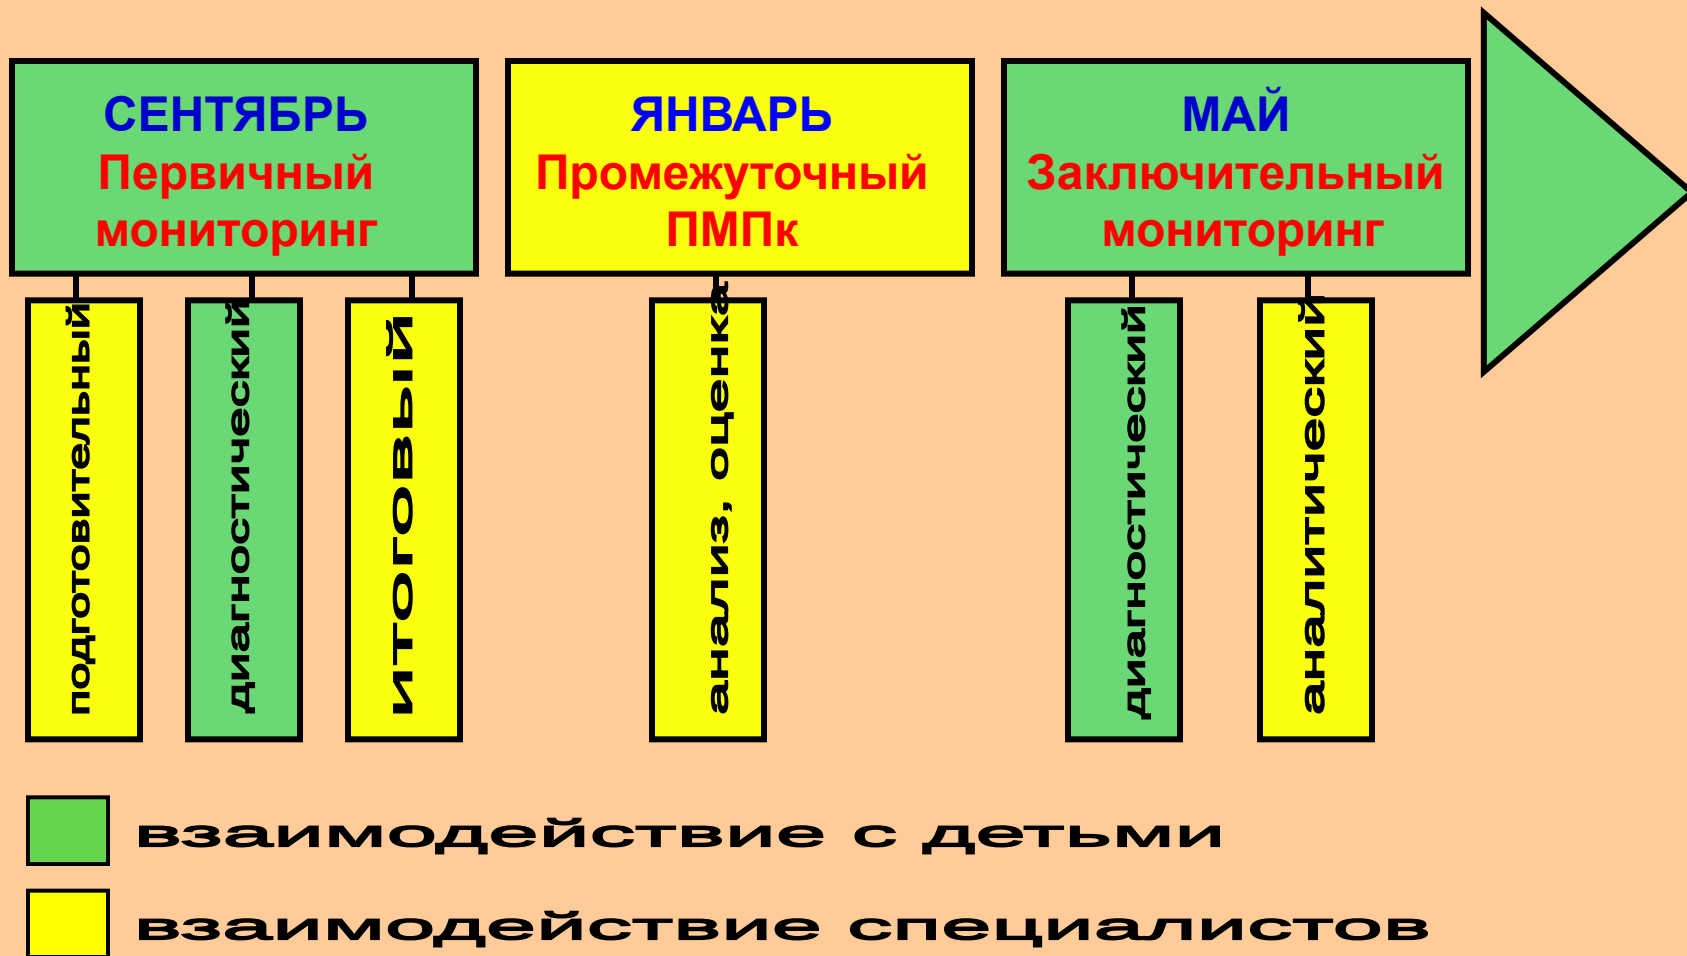 СЕНТЯБРЬ
Первичный
мониторинг
ЯНВАРЬ
Промежуточный
ПМПк
МАЙ
Заключительный
мониторинг
подготовительный
диагностический
итоговый
анализ, оценка
диагностический
аналитический
взаимодействие с детьми
взаимодействие специалистов